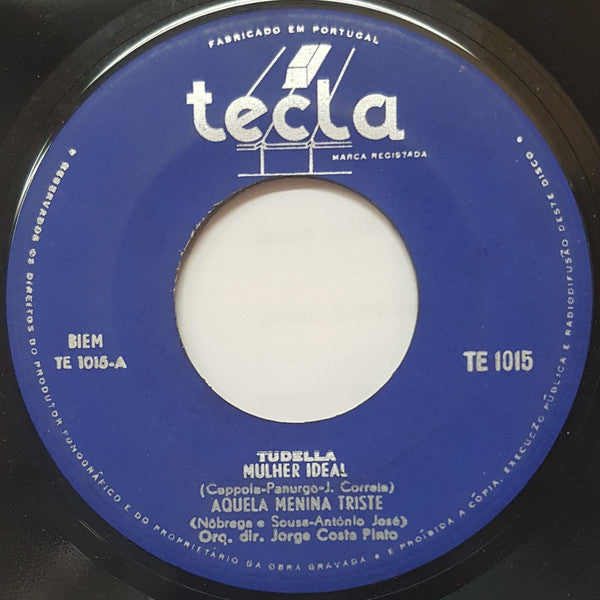 FABRICADO EM PORTUGAL
tecla
MARCA REGISTADA
BIEM
TE 1015-A
TE 1015
TUDELLA
MULHER IDEAL
(Cappola-Panurgo-J. Correia)
AQUELA MENINA TRISTE
(Nóbrega e Sousa-António José)
Orq. dir. Jorge Costa Pinto
* RESERVADOS OS DIREITOS DO PRODUTOR FONOGRÁFICO E DO PROPRIETÁRIO DA OBRA GRAVADA * E PROÍBIDA A CÓPIA, EXECUÇÃO PÚBLICA E RADIODIFUSÃO DESTE DISCO *